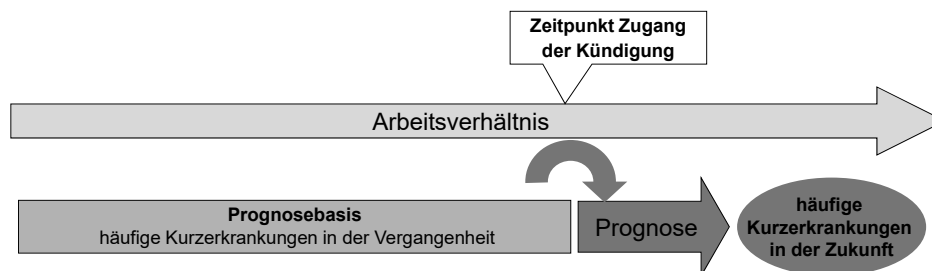 Zeitpunkt Zugang
der Kündigung
Arbeitsverhältnis
Prognosebasis
häufige Kurzerkrankungen in der Vergangenheit
Prognose
häufige
Kurzerkrankungen
in der Zukunft